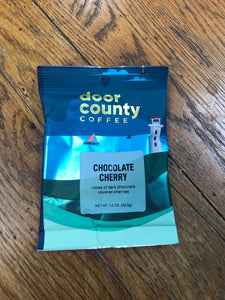 door
county
COFFEE
CHOCOLATE
CHERRY
notes of dark chocolate
covered cherries
NET WT. 1.5 OZ. (42.5g)